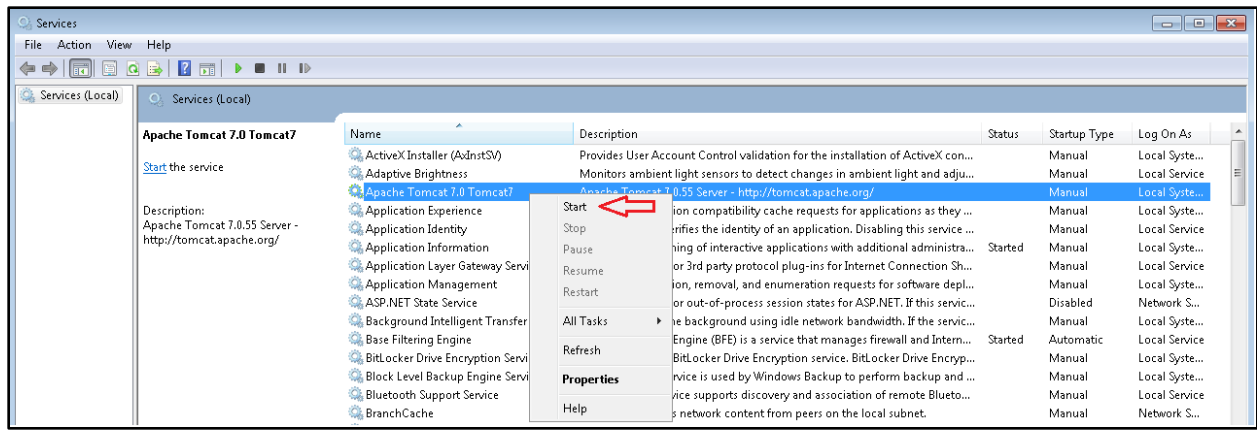 Services
File Action View Help
Services (Local)
Services (Local)
Apache Tomcat 7.0 Tomcat7
Start the service
Description:
Apache Tomcat 7.0.55 Server -
http://tomcat.apache.org/
Name Description Status Startup Type Log On As
ActiveX Installer (AxInstSV) Provides User Account Control validation for the installation of ActiveX con... Manual Local Syste...
Adaptive Brightness Monitors ambient light sensors to detect changes in ambient light and adju... Manual Local Service
Apache Tomcat 7.0 Tomcat7 Apache Tomcat 7.0.55 Server - http://tomcat.apache.org/ Manual Local Syste...
Application Experience ion compatibility cache requests for applications as they ... Manual Local Syste...
Application Identity erifies the identity of an application. Disabling this service ... Manual Local Service
Application Information ning of interactive applications with additional administra... Started Manual Local Syste...
Application Layer Gateway Servi or 3rd party protocol plug-ins for Internet Connection Sh... Manual Local Service
Application Management ion, removal, and enumeration requests for software depl... Manual Local Syste...
ASP.NET State Service or out-of-process session states for ASP.NET. If this servic... Disabled Network S...
Background Intelligent Transfer he background using idle network bandwidth. If the servic... Manual Local Syste...
Base Filtering Engine Engine (BFE) is a service that manages firewall and Intern... Started Automatic Local Service
BitLocker Drive Encryption Servi BitLocker Drive Encryption service. BitLocker Drive Encryp... Manual Local Syste...
Block Level Backup Engine Servi rvice is used by Windows Backup to perform backup and ... Manual Local Syste...
Bluetooth Support Service vice supports discovery and association of remote Blueto... Manual Local Service
BranchCache s network content from peers on the local subnet. Manual Network S...
Start
Stop
Pause
Resume
Restart
All Tasks
Refresh
Properties
Help